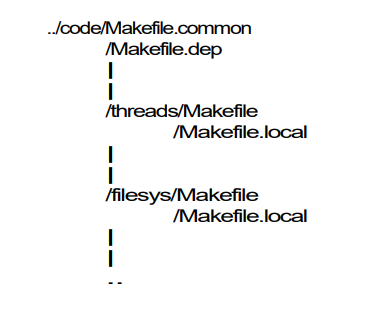 ../code/Makefile.common
/Makefile.dep
|
|
/threads/Makefile
/Makefile.local
|
|
/filesys/Makefile
/Makefile.local
|
|
..